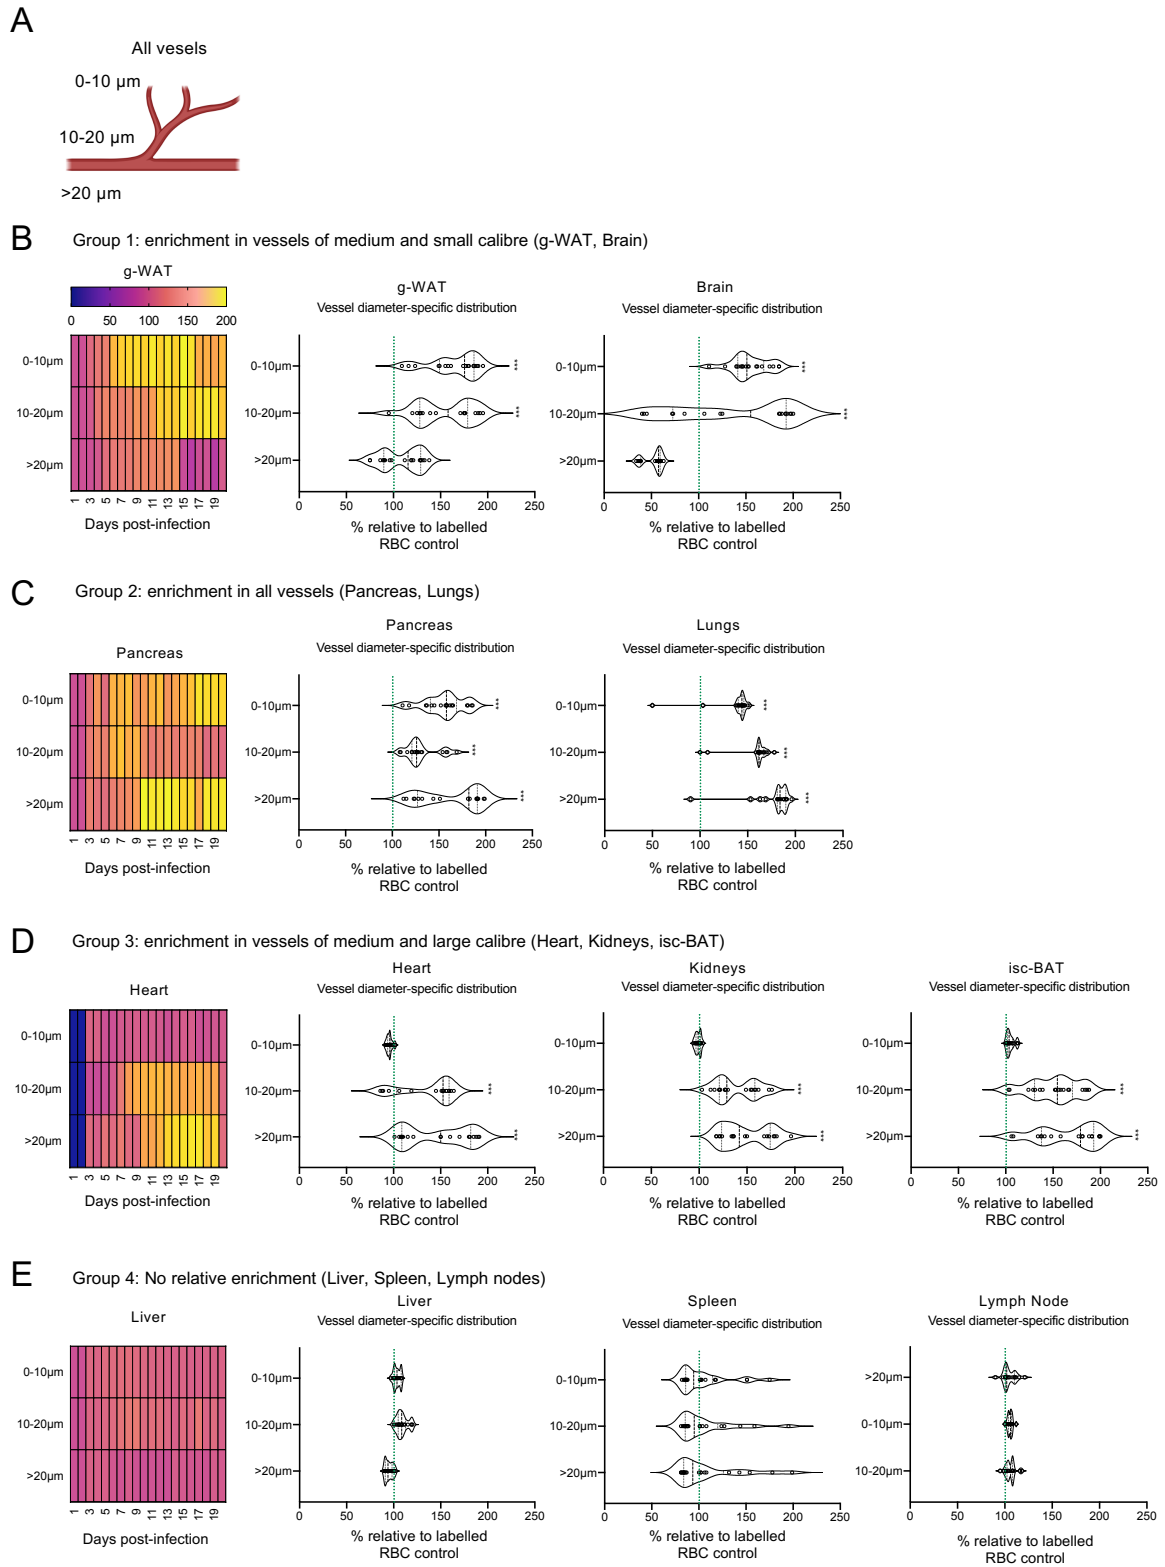 A
All vesels
0-10 µm
10-20 µm
>20 µm
B
Group 1: enrichment in vessels of medium and small calibre (g-WAT, Brain)
g-WAT
0 50 100 150 200
0-10µm
10-20µm
>20µm
1 3 5 7 9 11 13 15 17 19
Days post-infection
g-WAT
Vessel diameter-specific distribution
0-10µm
***
10-20µm
***
>20µm
0 50 100 150 200 250
% relative to labelled
RBC control
Brain
Vessel diameter-specific distribution
0-10µm
***
10-20µm
***
>20µm
0 50 100 150 200 250
% relative to labelled
RBC control
C
Group 2: enrichment in all vessels (Pancreas, Lungs)
Pancreas
0-10µm
10-20µm
>20µm
1 3 5 7 9 11 13 15 17 19
Days post-infection
Pancreas
Vessel diameter-specific distribution
0-10µm
***
10-20µm
***
>20µm
***
0 50 100 150 200 250
% relative to labelled
RBC control
Lungs
Vessel diameter-specific distribution
0-10µm
***
10-20µm
***
>20µm
***
0 50 100 150 200 250
% relative to labelled
RBC control
D
Group 3: enrichment in vessels of medium and large calibre (Heart, Kidneys, isc-BAT)
Heart
0-10µm
10-20µm
>20µm
1 3 5 7 9 11 13 15 17 19
Days post-infection
Heart
Vessel diameter-specific distribution
0-10µm
10-20µm
***
>20µm
***
0 50 100 150 200 250
% relative to labelled
RBC control
Kidneys
Vessel diameter-specific distribution
0-10µm
10-20µm
***
>20µm
***
0 50 100 150 200 250
% relative to labelled
RBC control
isc-BAT
Vessel diameter-specific distribution
0-10µm
10-20µm
***
>20µm
***
0 50 100 150 200 250
% relative to labelled
RBC control
E
Group 4: No relative enrichment (Liver, Spleen, Lymph nodes)
Liver
0-10µm
10-20µm
>20µm
1 3 5 7 9 11 13 15 17 19
Days post-infection
Liver
Vessel diameter-specific distribution
0-10µm
10-20µm
>20µm
0 50 100 150 200 250
% relative to labelled
RBC control
Spleen
Vessel diameter-specific distribution
0-10µm
10-20µm
>20µm
0 50 100 150 200 250
% relative to labelled
RBC control
Lymph Node
Vessel diameter-specific distribution
>20µm
0-10µm
10-20µm
0 50 100 150 200 250
% relative to labelled
RBC control